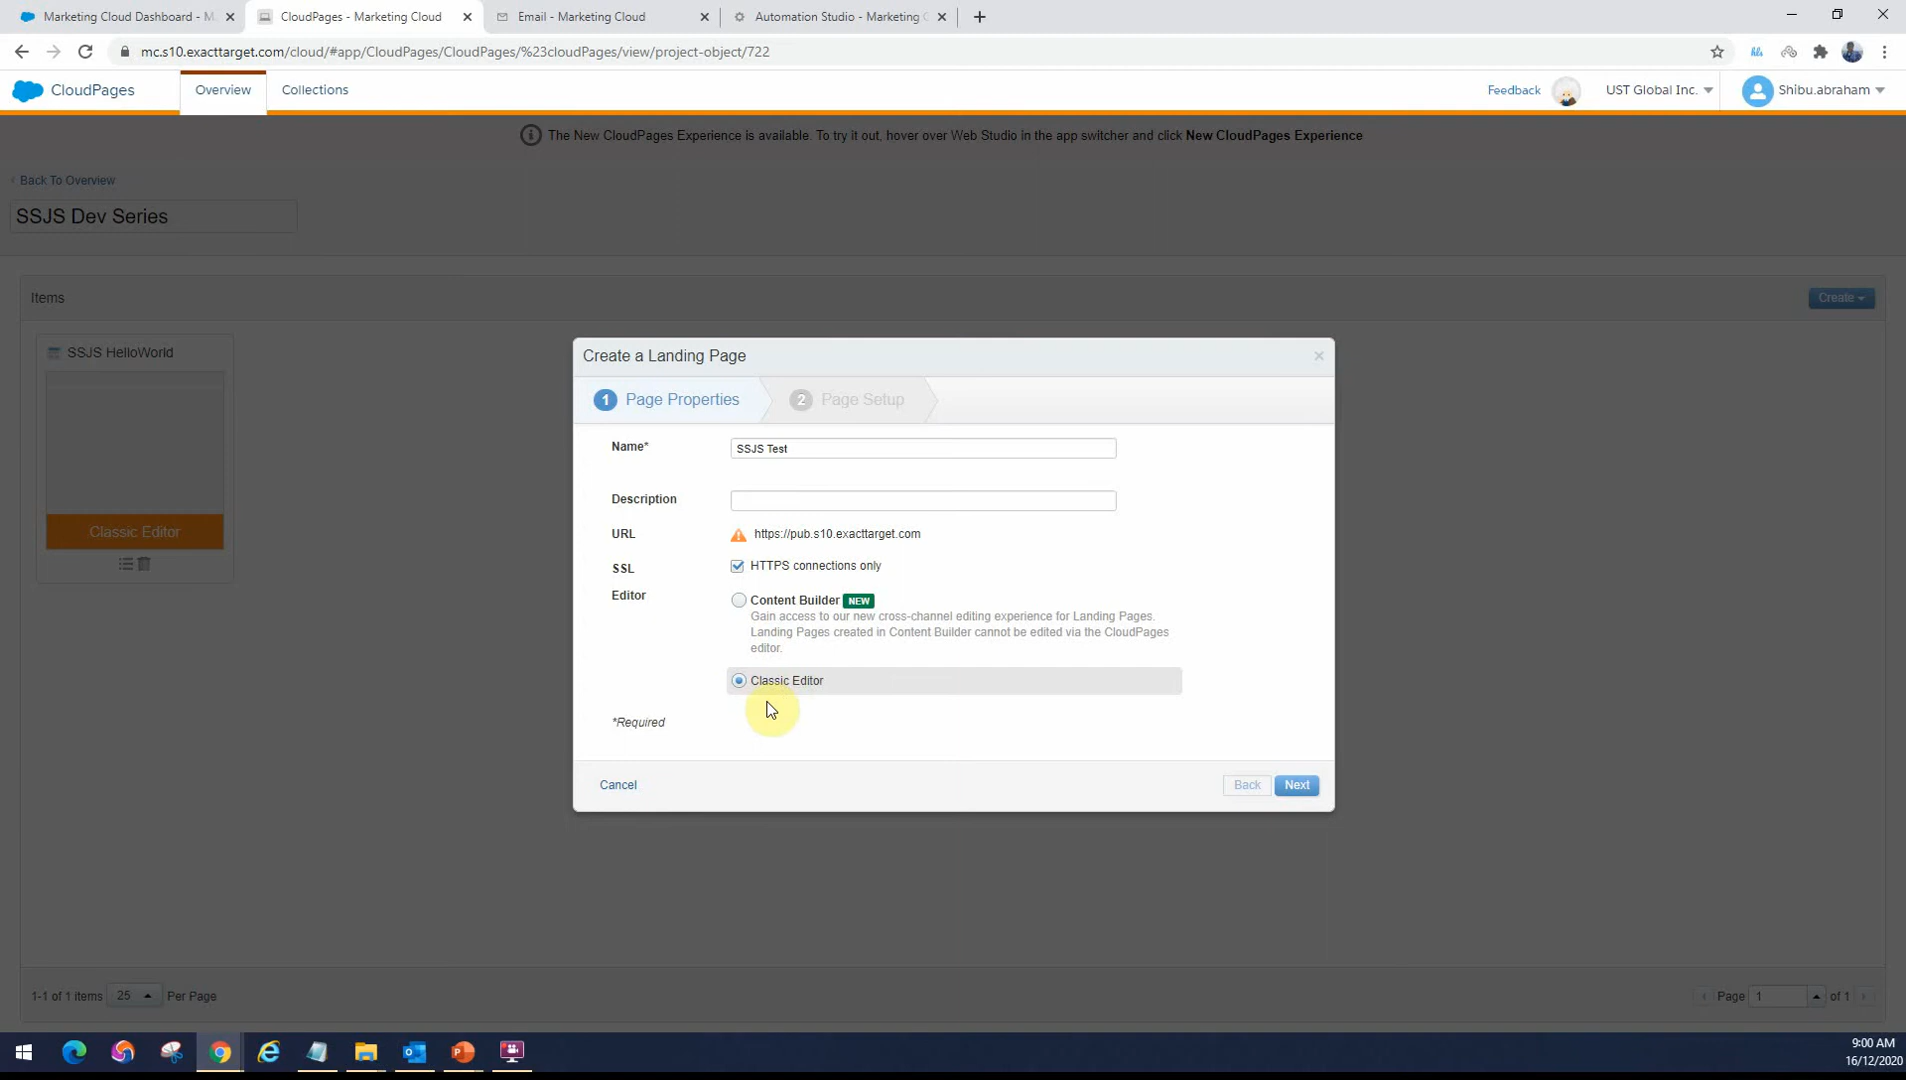 Marketing Cloud Dashboard - M
CloudPages - Marketing Cloud
Email - Marketing Cloud
Automation Studio - Marketing C
mc.s10.exacttarget.com/cloud/#app/CloudPages/CloudPages/%23cloudPages/view/project-object/722
CloudPages
Overview
Collections
Feedback
UST Global Inc.
Shibu.abraham
The New CloudPages Experience is available. To try it out, hover over Web Studio in the app switcher and click New CloudPages Experience
Back To Overview
SSJS Dev Series
Items
Create
SSJS HelloWorld
Classic Editor
Create a Landing Page
1 Page Properties
2 Page Setup
Name*
SSJS Test
Description
URL
https://pub.s10.exacttarget.com
SSL
HTTPS connections only
Editor
Content Builder NEW
Gain access to our new cross-channel editing experience for Landing Pages.
Landing Pages created in Content Builder cannot be edited via the CloudPages
editor.
Classic Editor
*Required
Cancel
Back
Next
1-1 of 1 items 25 Per Page
Page 1 of 1
9:00 AM
16/12/2020